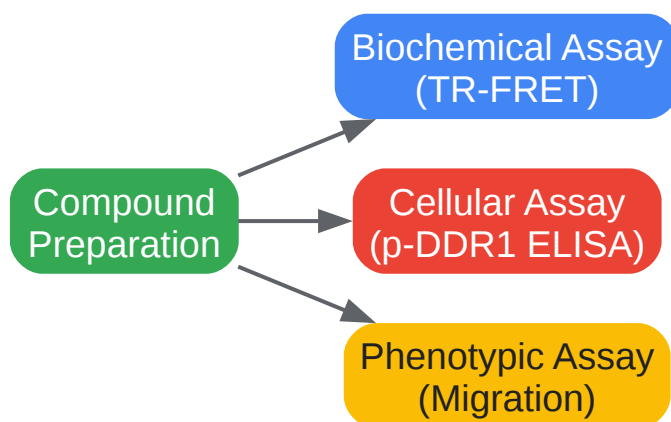 Biochemical Assay
(TR-FRET)
Compound
Preparation
Cellular Assay
(p-DDR1 ELISA)
Phenotypic Assay
(Migration)